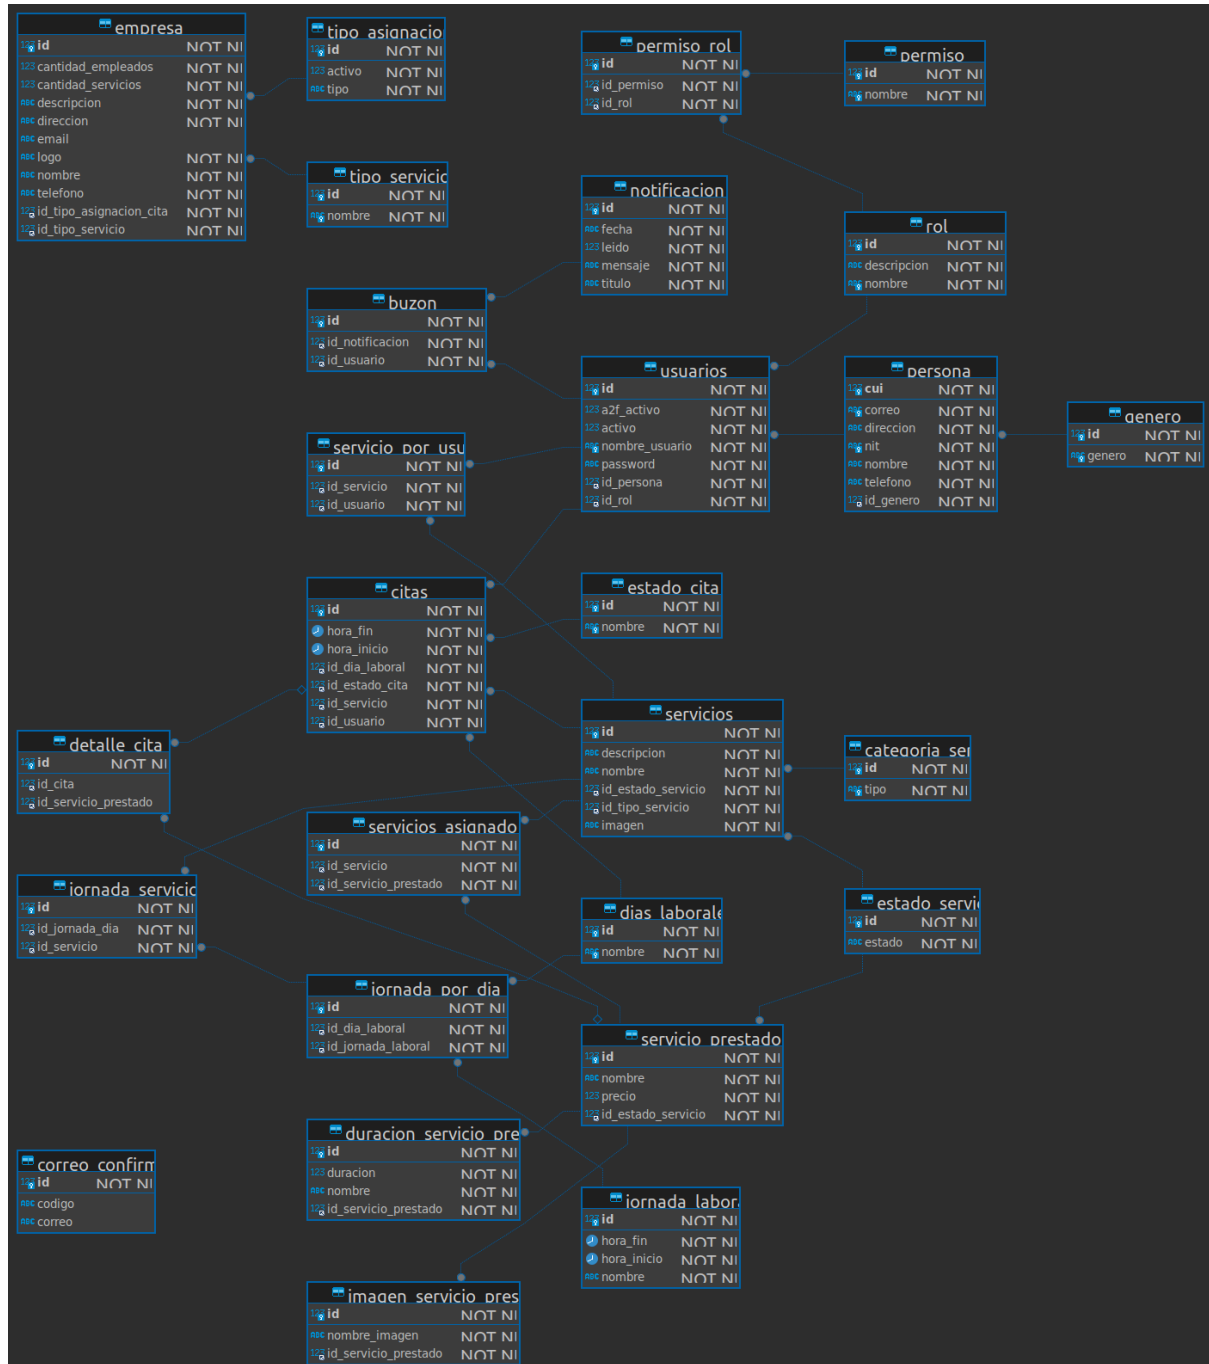 empresa
id NOT NU
cantidad_empleados NOT NU
cantidad_servicios NOT NU
descripcion NOT NU
direccion NOT NU
email
logo NOT NU
nombre NOT NU
telefono NOT NU
id_tipo_asignacion_cita NOT NU
id_tipo_servicio NOT NU
tipo_asignacio
id NOT NU
activo NOT NU
tipo NOT NU
tipo_servicio
id NOT NU
nombre NOT NU
permiso_rol
id NOT NU
id_permiso NOT NU
id_rol NOT NU
permiso
id NOT NU
nombre NOT NU
notificacion
id NOT NU
fecha NOT NU
leido NOT NU
mensaje NOT NU
titulo NOT NU
rol
id NOT NU
descripcion NOT NU
nombre NOT NU
buzon
id NOT NU
id_notificacion NOT NU
id_usuario NOT NU
usuarios
id NOT NU
a2f_activo NOT NU
activo NOT NU
nombre_usuario NOT NU
password NOT NU
id_persona NOT NU
id_rol NOT NU
persona
cui NOT NU
correo NOT NU
direccion NOT NU
nit NOT NU
nombre NOT NU
telefono NOT NU
id_genero NOT NU
genero
id NOT NU
genero NOT NU
servicio_por_usu
id NOT NU
id_servicio NOT NU
id_usuario NOT NU
citas
id NOT NU
hora_fin NOT NU
hora_inicio NOT NU
id_dia_laboral NOT NU
id_estado_cita NOT NU
id_servicio NOT NU
id_usuario NOT NU
estado_cita
id NOT NU
nombre NOT NU
servicios
id NOT NU
descripcion NOT NU
nombre NOT NU
id_estado_servicio NOT NU
id_tipo_servicio NOT NU
imagen NOT NU
categoria_ser
id NOT NU
tipo NOT NU
detalle_cita
id NOT NU
id_cita
id_servicio_prestado
servicios_asignado
id NOT NU
id_servicio NOT NU
id_servicio_prestado NOT NU
jornada_servicio
id NOT NU
id_jornada_dia NOT NU
id_servicio NOT NU
dias_laborale
id NOT NU
nombre NOT NU
estado_servi
id NOT NU
estado NOT NU
jornada_por_dia
id NOT NU
id_dia_laboral NOT NU
id_jornada_laboral NOT NU
servicio_prestado
id NOT NU
nombre NOT NU
precio NOT NU
id_estado_servicio NOT NU
duracion_servicio_pre
id NOT NU
duracion NOT NU
nombre NOT NU
id_servicio_prestado NOT NU
correo_confirm
id NOT NU
codigo
correo
jornada_labora
id NOT NU
hora_fin NOT NU
hora_inicio NOT NU
nombre NOT NU
imagen_servicio_pres
id NOT NU
nombre_imagen NOT NU
id_servicio_prestado NOT NU